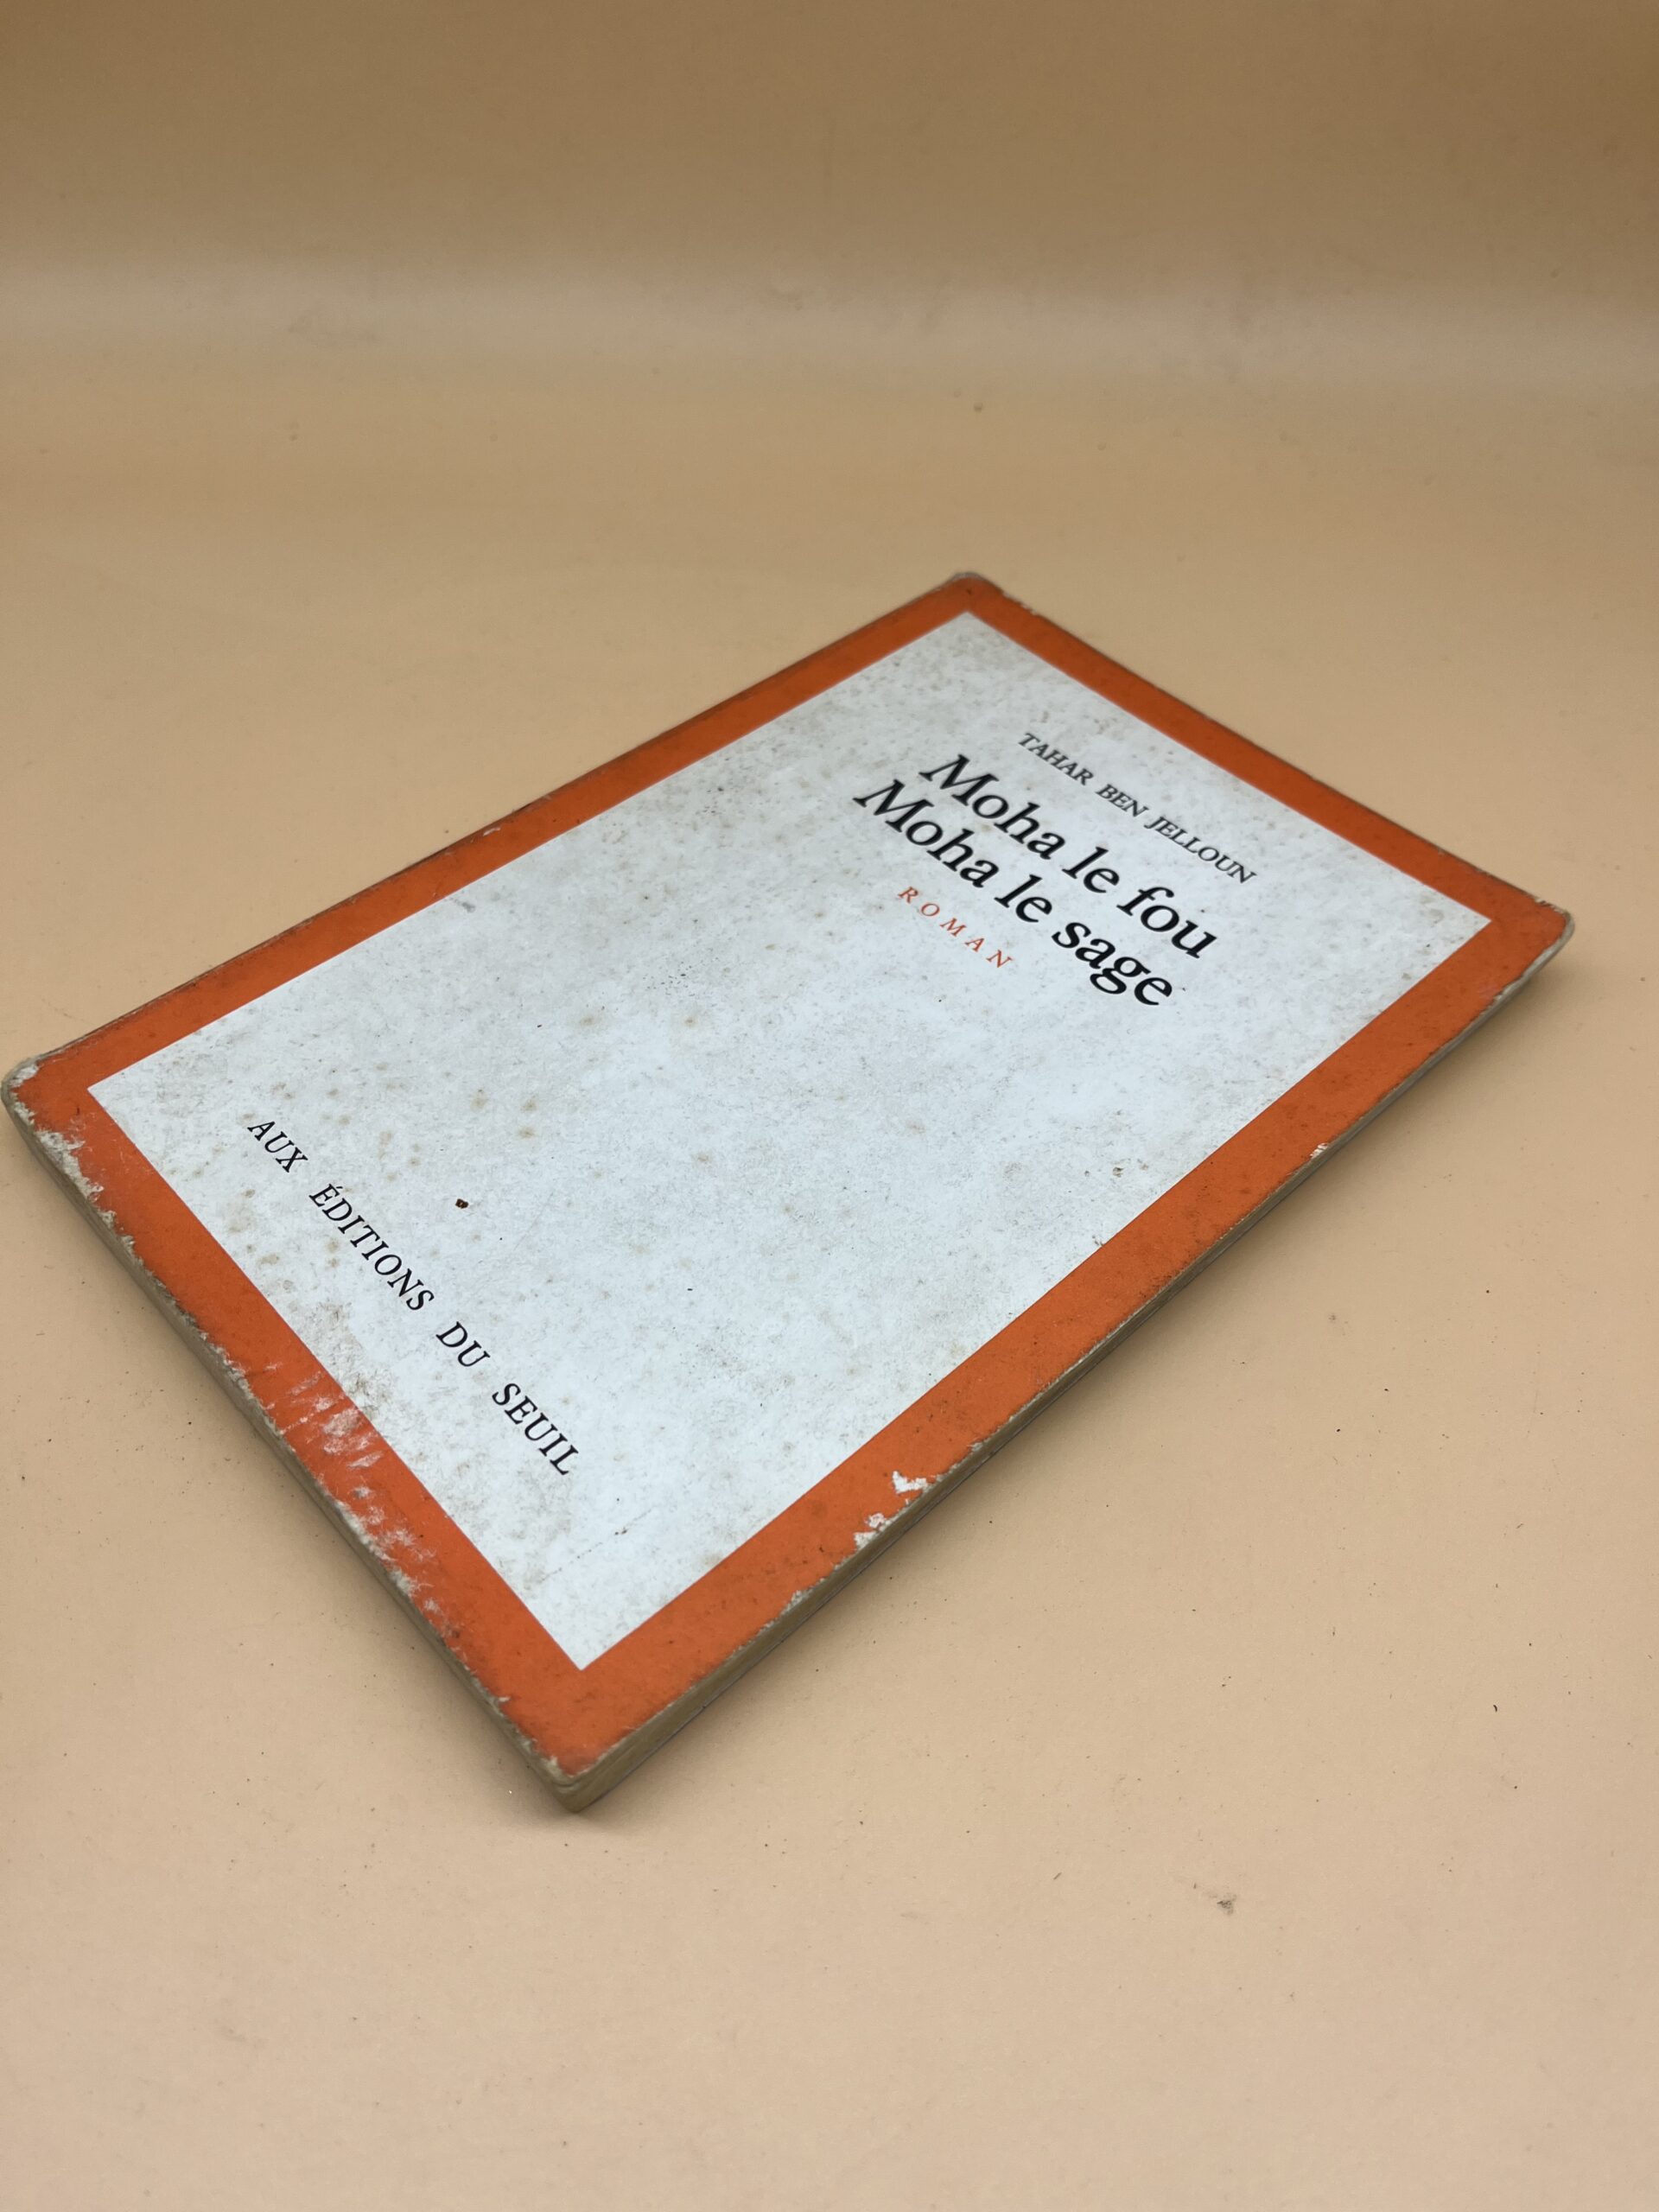 TAHAR BEN JELLOUN
Moha le fou
Moha le sage
ROMAN
AUX ÉDITIONS DU SEUIL